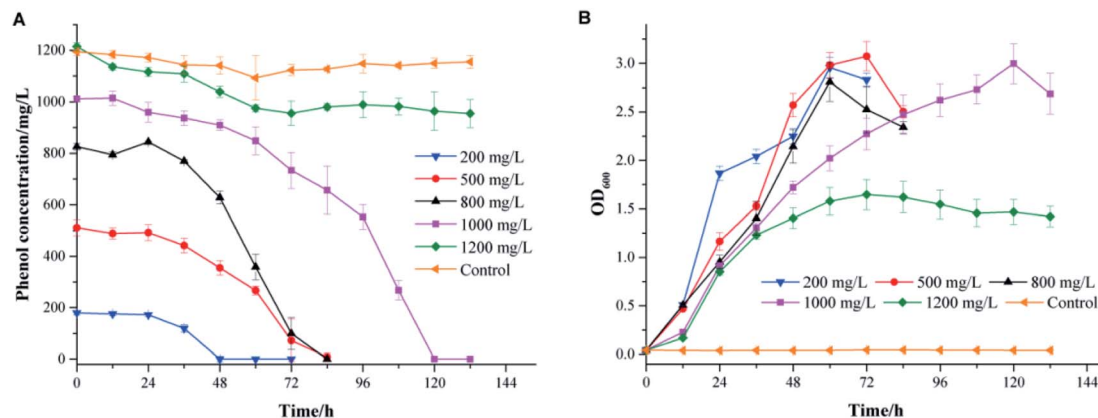 A
Phenol concentration/mg/L
1200
1000
800
600
400
200
0
200 mg/L
500 mg/L
800 mg/L
1000 mg/L
1200 mg/L
Control
0 24 48 72 96 120 144
Time/h
B
OD600
3.0
2.5
2.0
1.5
1.0
0.5
0.0
200 mg/L 500 mg/L 800 mg/L
1000 mg/L 1200 mg/L Control
0 24 48 72 96 120 144
Time/h